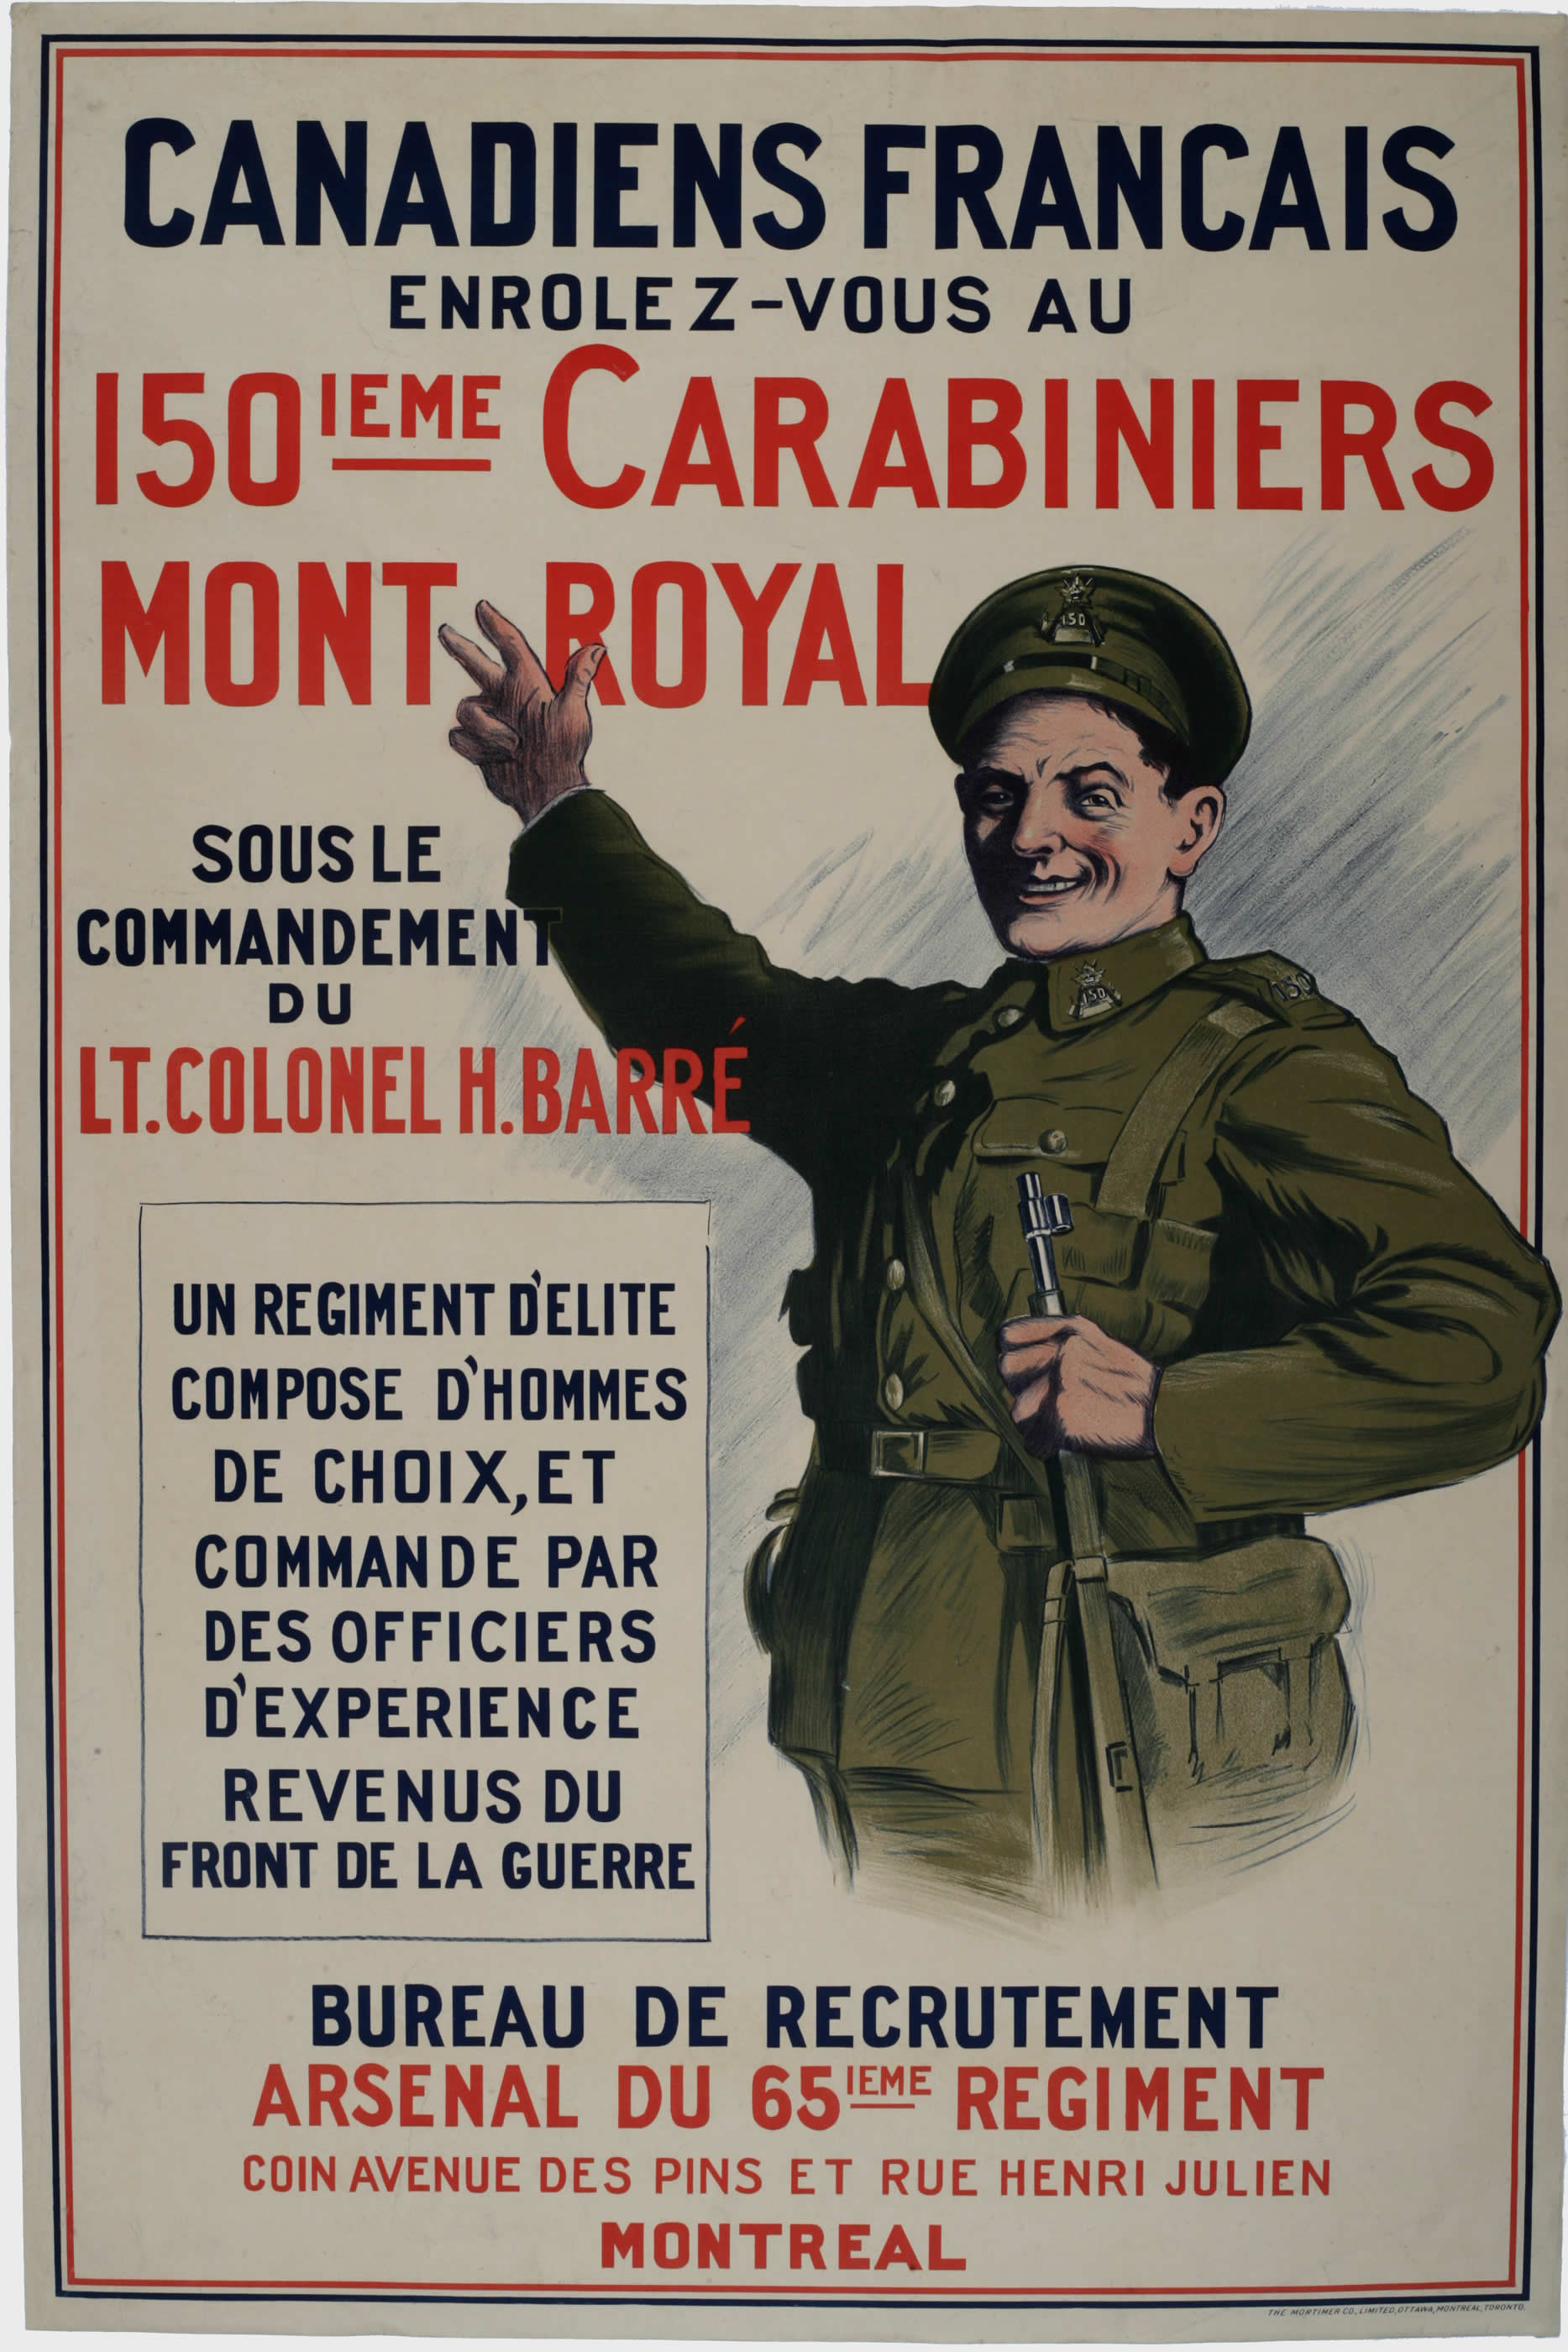 CANADIENS FRANCAIS
ENROLEZ-VOUS AU
150IEME CARABINIERS
MONT ROYAL
150
SOUS LE
COMMANDEMENT
DU
150
150
LT. COLONEL H. BARRÉ
UN REGIMENT D'ELITE
COMPOSE D'HOMMES
DE CHOIX, ET
COMMANDE PAR
DES OFFICIERS
D'EXPERIENCE
REVENUS DU
FRONT DE LA GUERRE
BUREAU DE RECRUTEMENT
ARSENAL DU 65IEME REGIMENT
COIN AVENUE DES PINS ET RUE HENRI JULIEN
MONTREAL
THE MORTIMER CO., LIMITED, OTTAWA, MONTREAL, TORONTO.